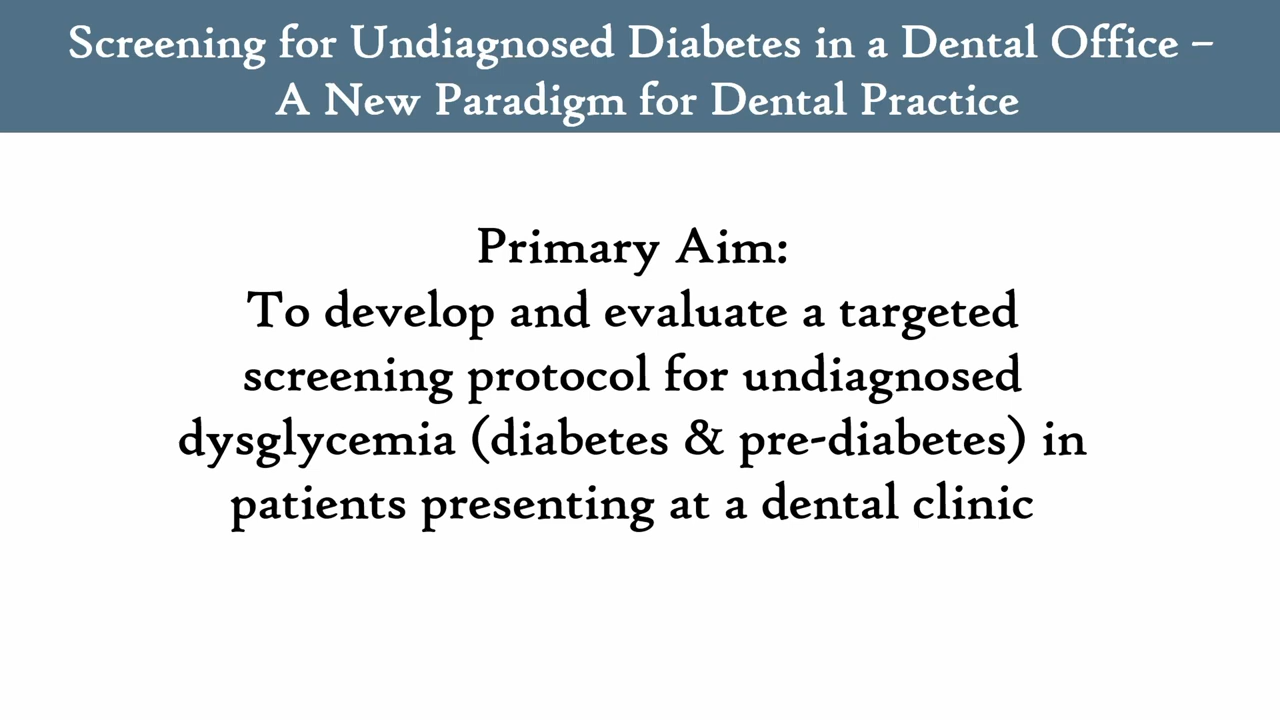 Screening for Undiagnosed Diabetes in a Dental Office –
A New Paradigm for Dental Practice
Primary Aim:
To develop and evaluate a targeted
screening protocol for undiagnosed
dysglycemia (diabetes & pre-diabetes) in
patients presenting at a dental clinic